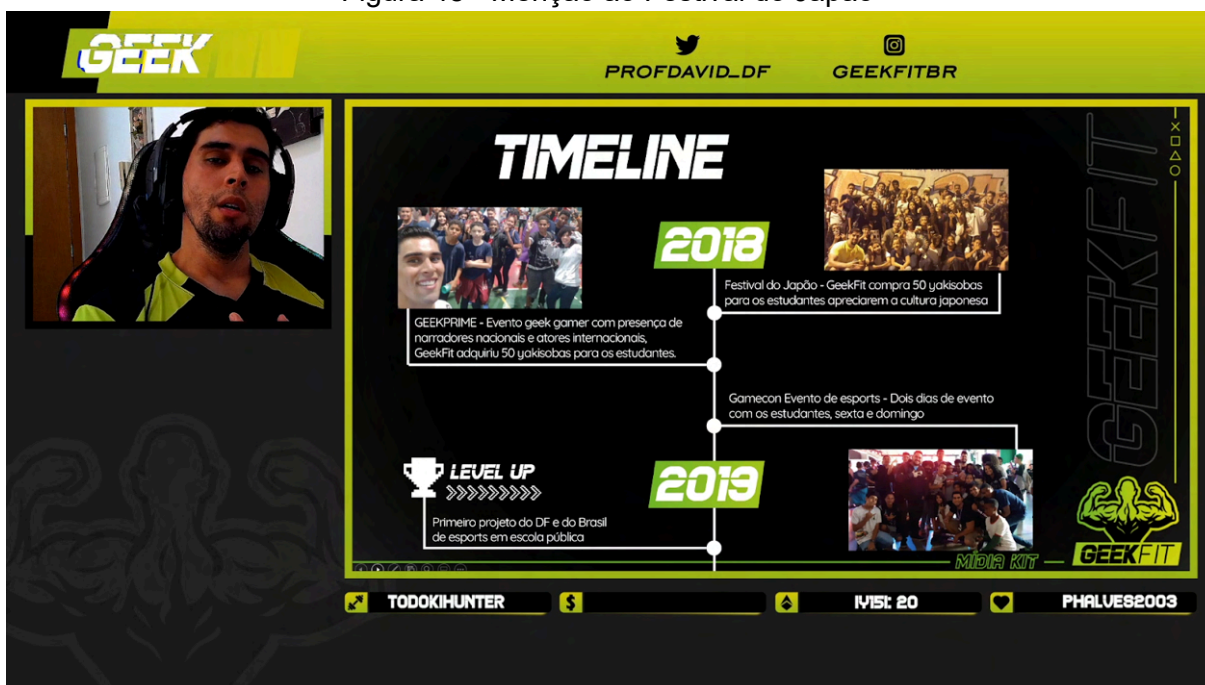 GEEK
PROFDAVID_DF
GEEKFITBR
TIMELINE
2018
Festival do Japão - GeekFit compra 50 yakisobas
para os estudantes apreciarem a cultura japonesa
GEEKPRIME - Evento geek gamer com presença de
narradores nacionais e atores internacionais,
GeekFit adquiriu 50 yakisobas para os estudantes.
Gamecon Evento de esports - Dois dias de evento
com os estudantes, sexta e domingo
LEVEL UP
2019
Primeiro projeto do DF e do Brasil
de esports em escola pública
GEEKFIT
MÍDIA KIT
GEEKFIT
TODOKIHUNTER
$
20
PHALVES2003